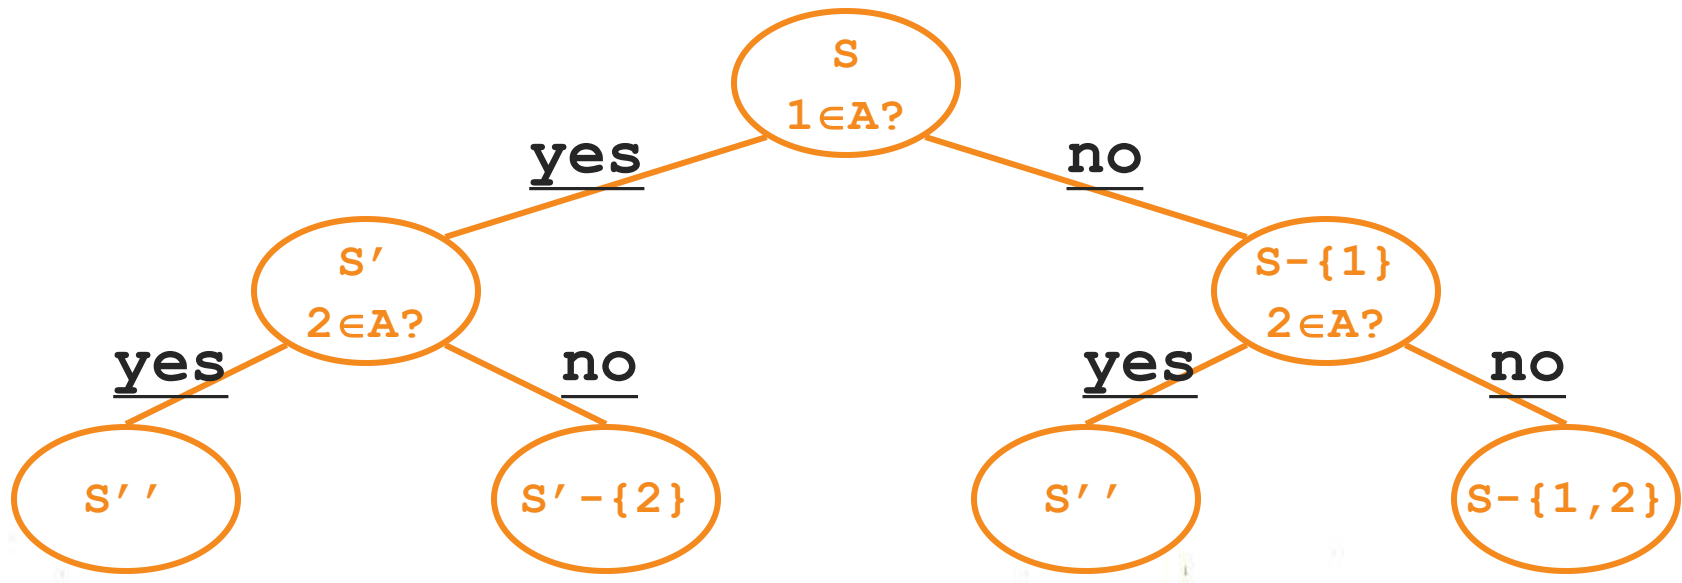 S
1∈A?
yes
no
S'
2∈A?
S-{1}
2∈A?
yes
no
yes
no
S''
S'-{2}
S''
S-{1,2}